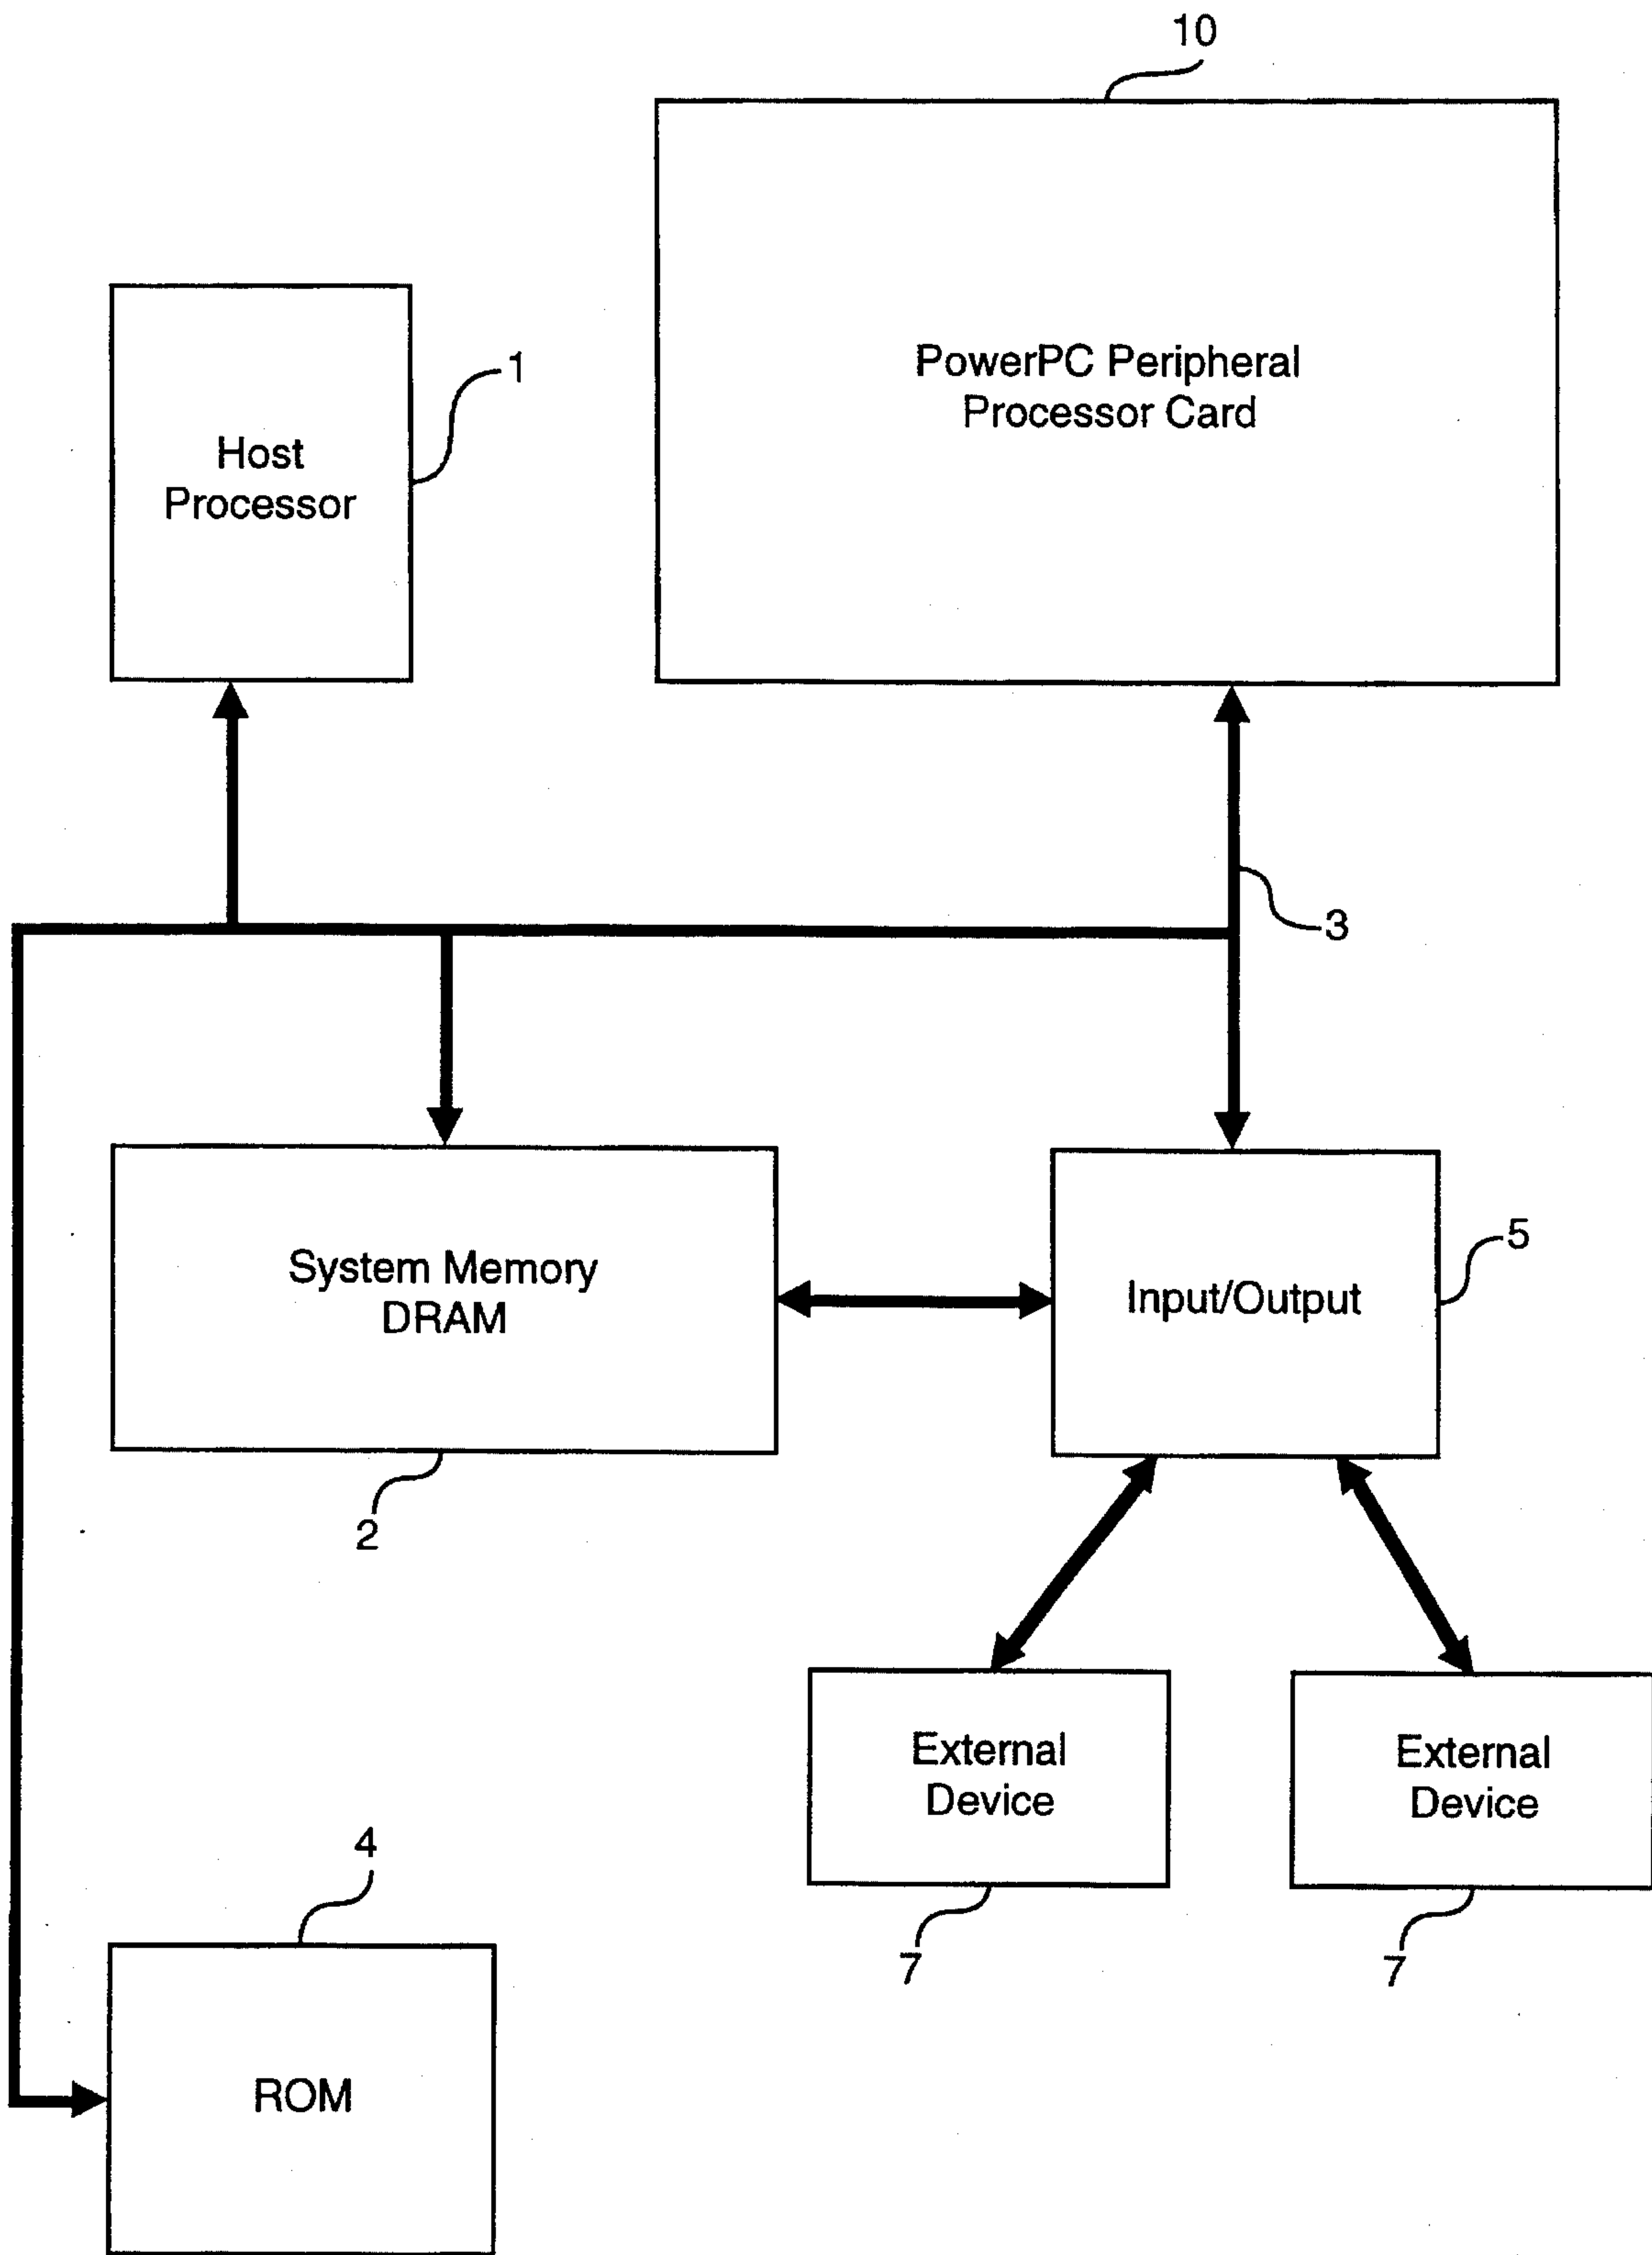 10
PowerPC Peripheral
Processor Card
1
Host
Processor
3
System Memory
DRAM
2
Input/Output
5
External
Device
7
External
Device
7
4
ROM